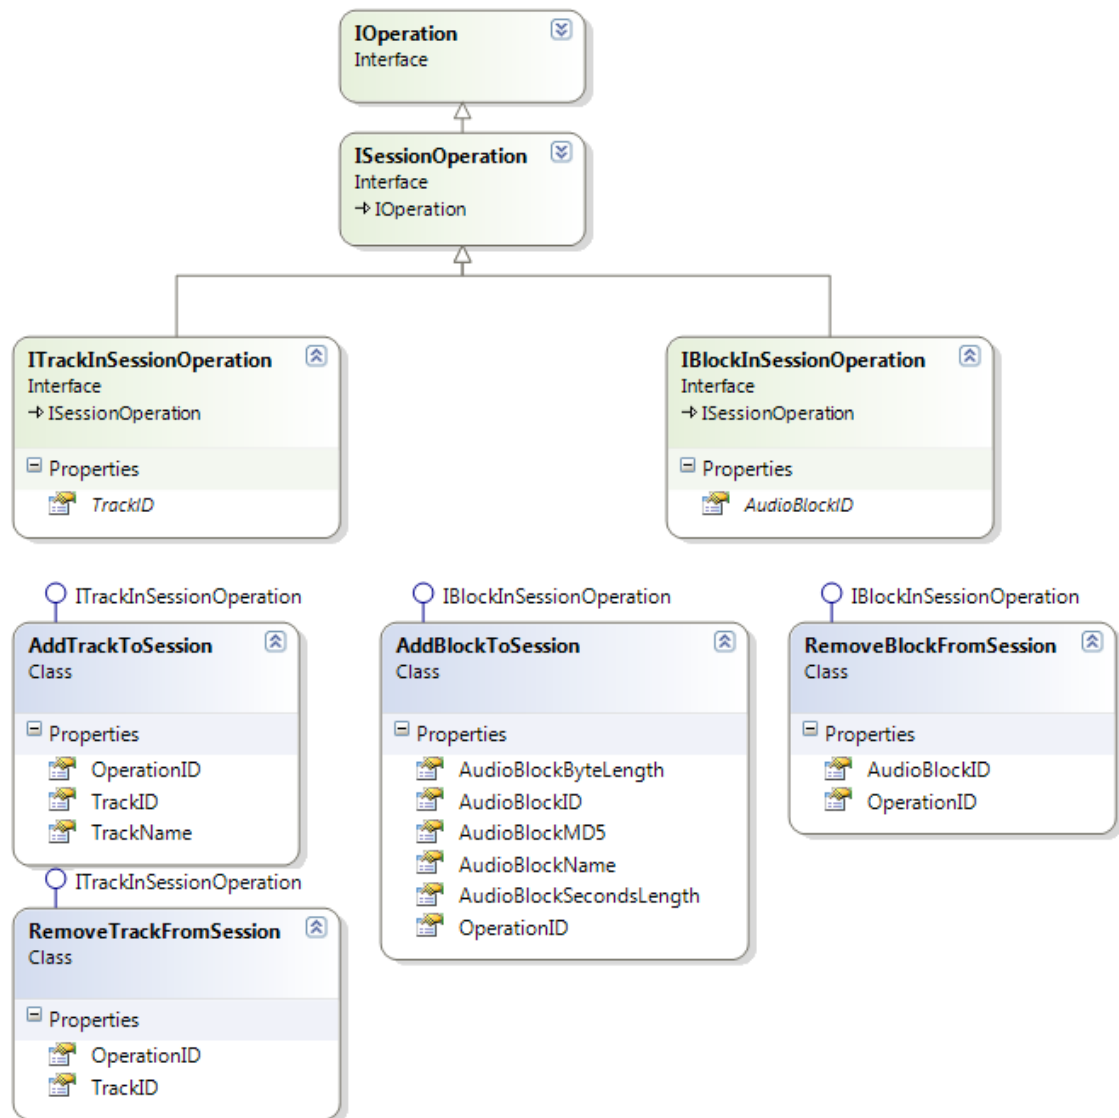 IOperation
Interface
ISessionOperation
Interface
IOperation
ITrackInSessionOperation
Interface
ISessionOperation
Properties
TrackID
IBlockInSessionOperation
Interface
ISessionOperation
Properties
AudioBlockID
ITrackInSessionOperation
AddTrackToSession
Class
Properties
OperationID
TrackID
TrackName
ITrackInSessionOperation
RemoveTrackFromSession
Class
Properties
OperationID
TrackID
IBlockInSessionOperation
AddBlockToSession
Class
Properties
AudioBlockByteLength
AudioBlockID
AudioBlockMD5
AudioBlockName
AudioBlockSecondsLength
OperationID
IBlockInSessionOperation
RemoveBlockFromSession
Class
Properties
AudioBlockID
OperationID